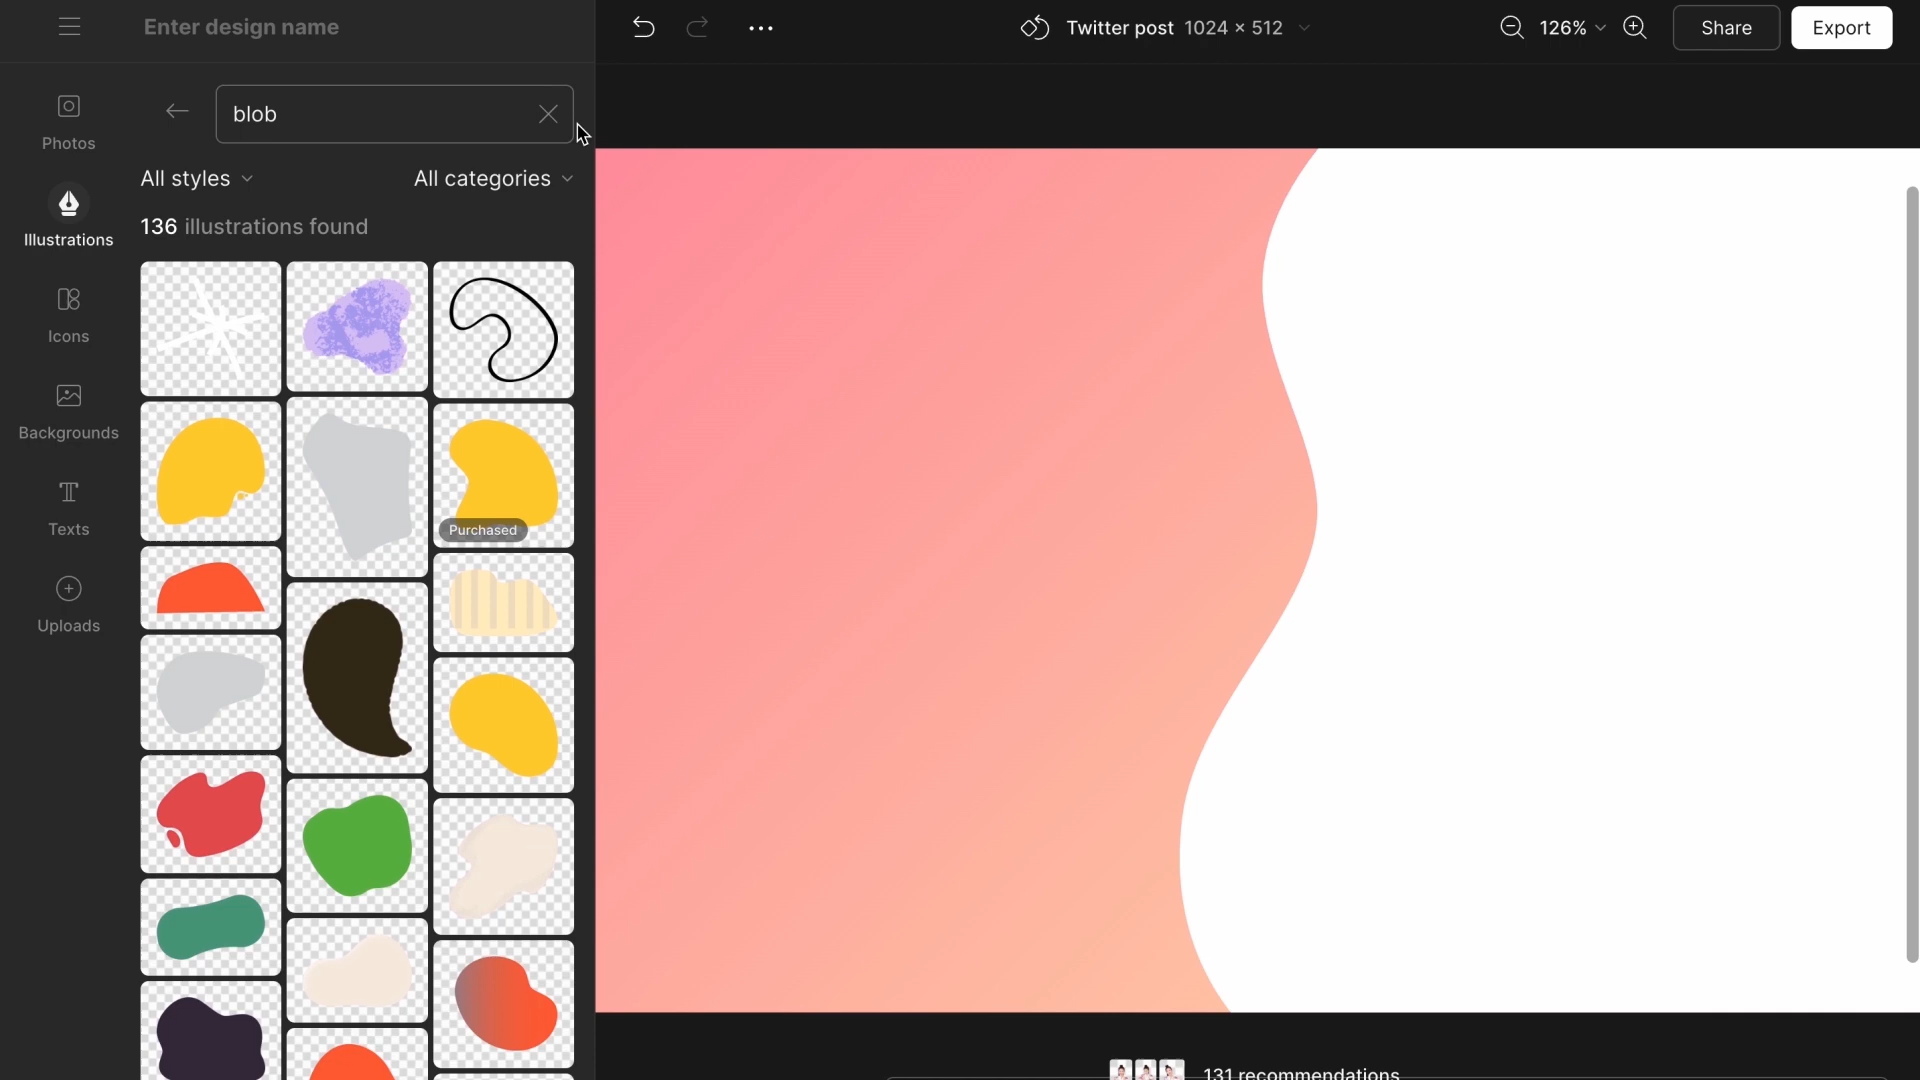 Enter design name
Twitter post 1024 × 512
126%
Share
Export
Photos
Illustrations
Icons
Backgrounds
Texts
Uploads
blob
All styles
All categories
136 illustrations found
Purchased
131 recommendations